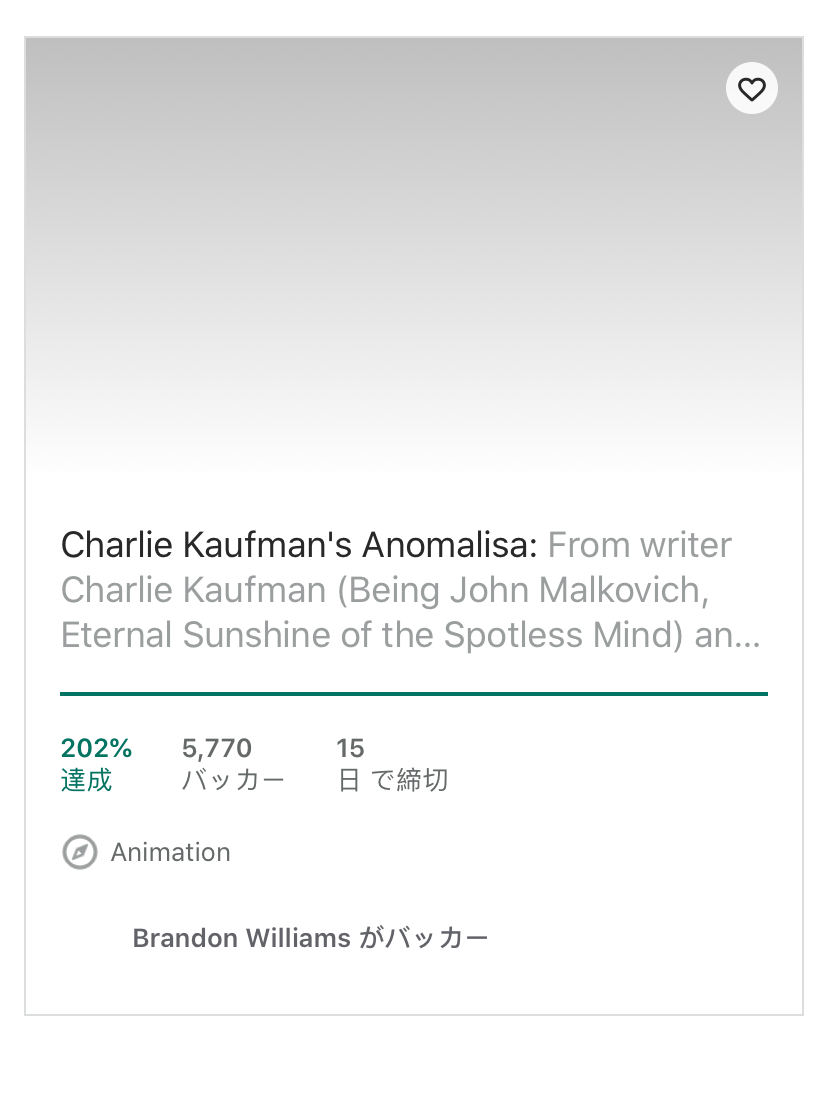 Charlie Kaufman's Anomalisa: From writer
Charlie Kaufman (Being John Malkovich,
Eternal Sunshine of the Spotless Mind) an...
202% 5,770 15
達成 バッカー 日 で締切
Animation
Brandon Williams がバッカー